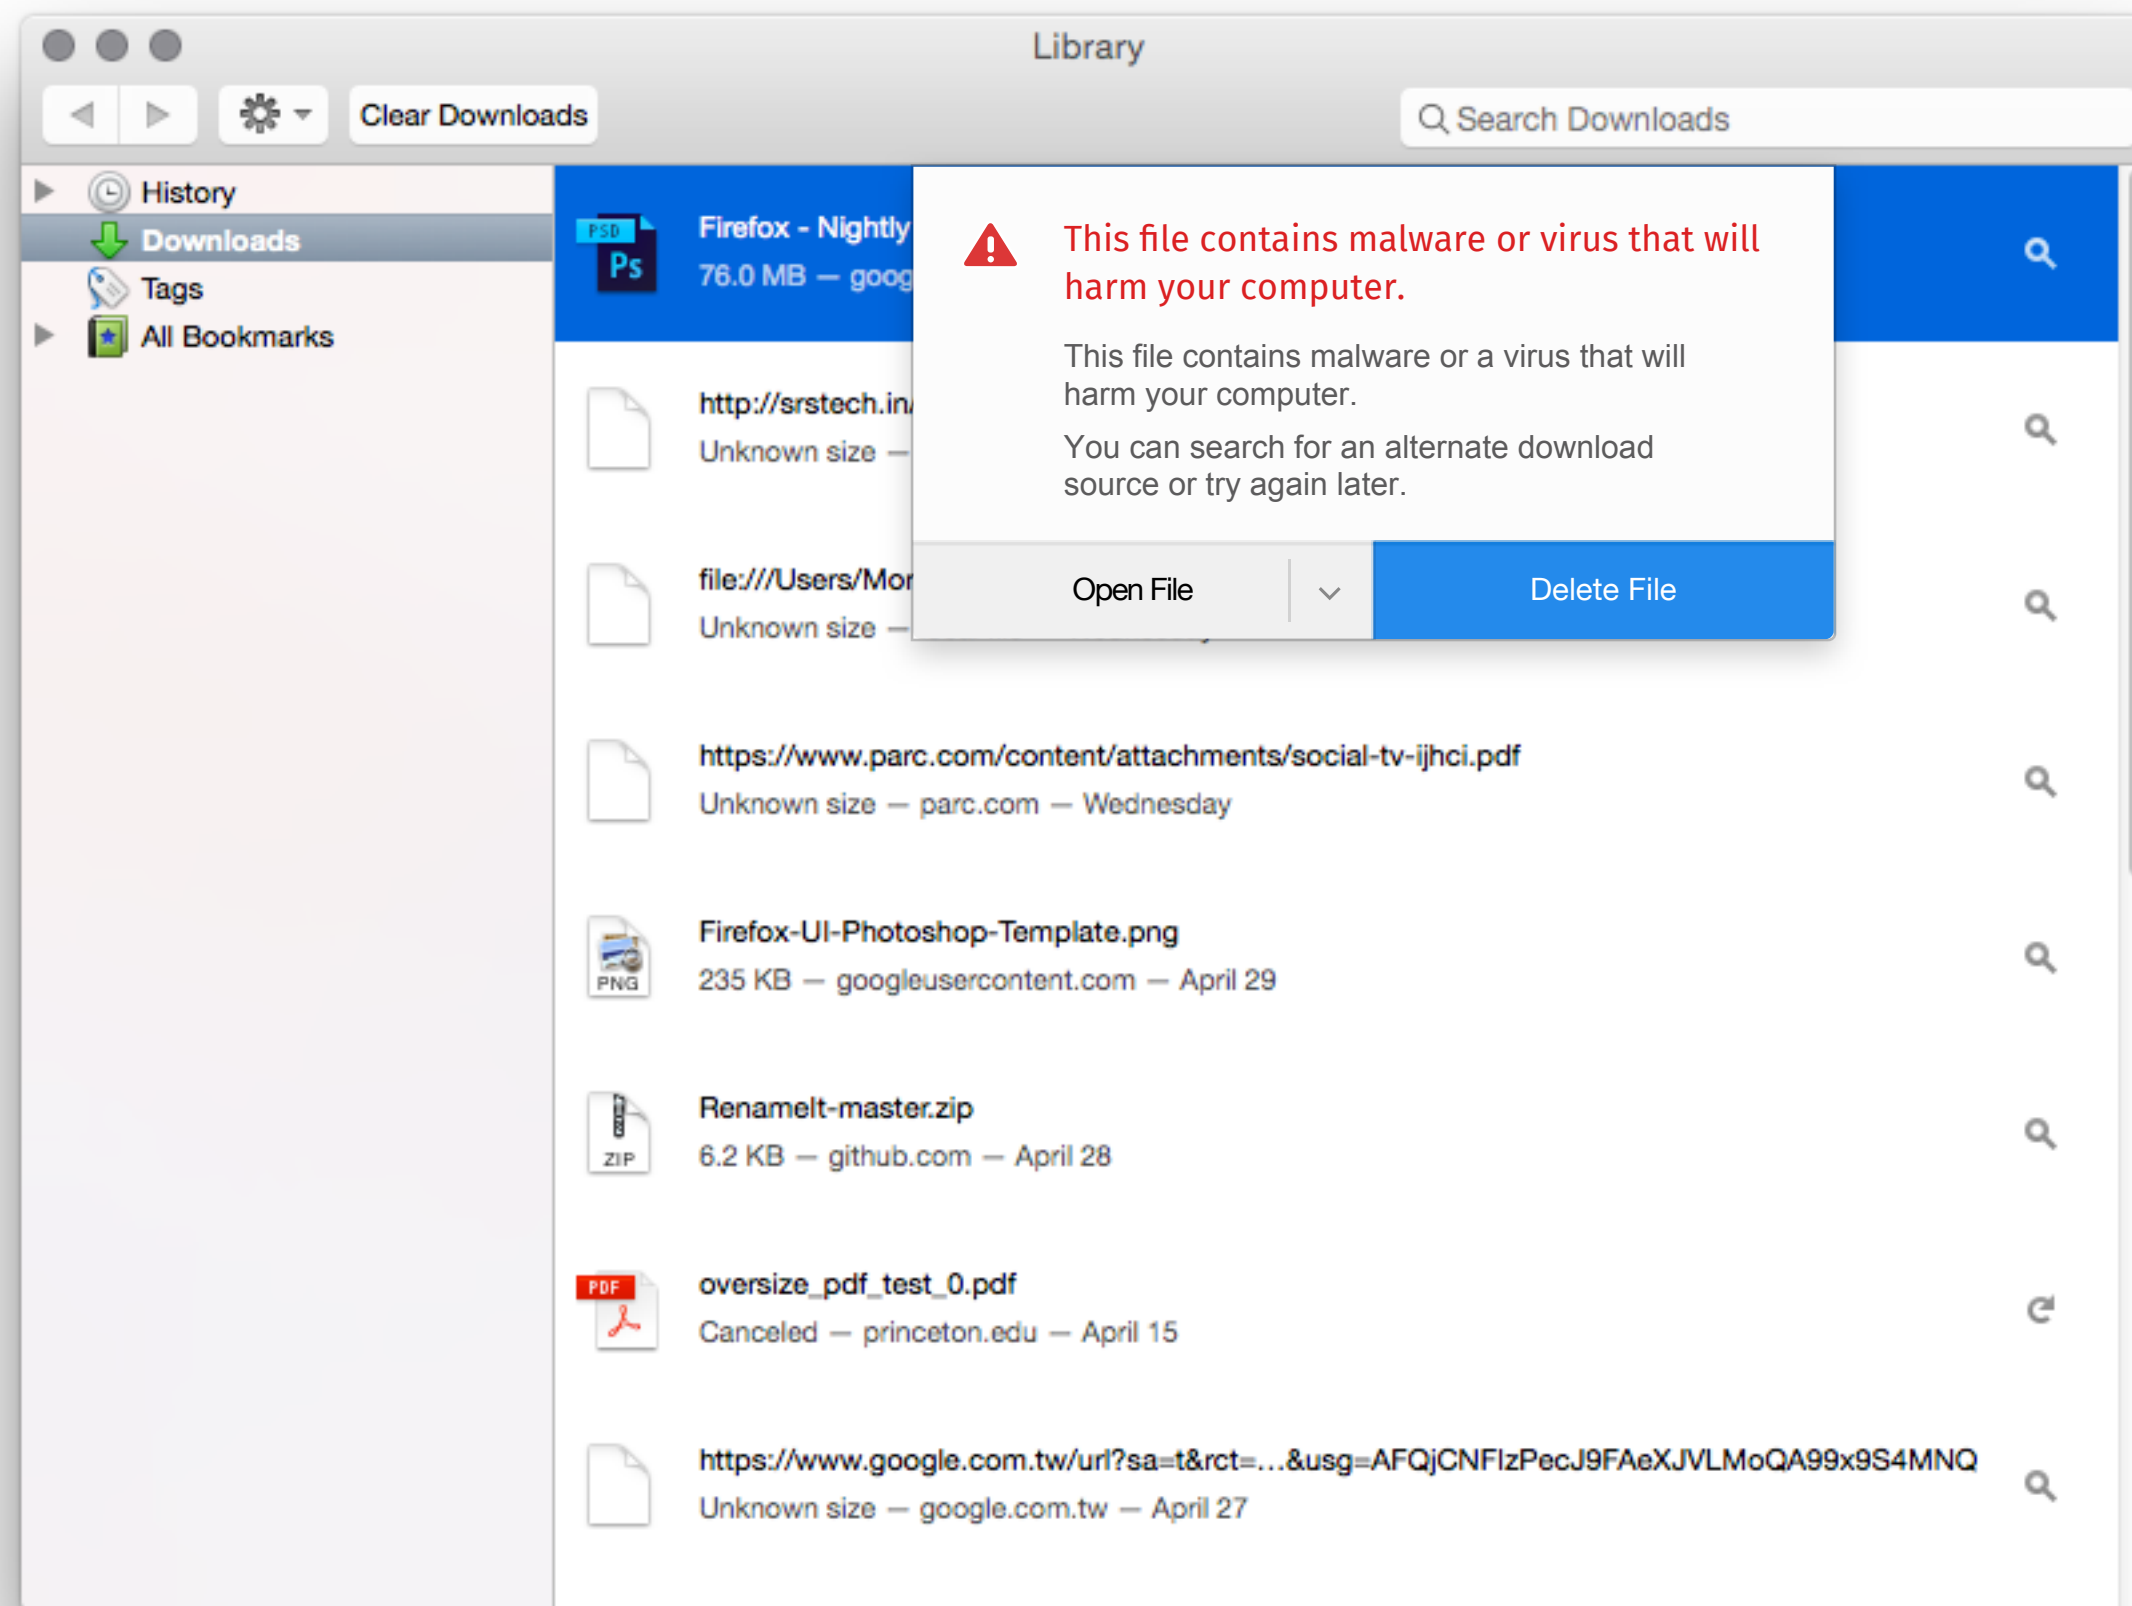 Library
Clear Downloads
Search Downloads
History
Downloads
Tags
All Bookmarks
PSD
Ps
Firefox - Nightly
76.0 MB — goog
This file contains malware or virus that will
harm your computer.
This file contains malware or a virus that will
harm your computer.
You can search for an alternate download
source or try again later.
Open File
Delete File
http://srstech.in/
Unknown size —
file:///Users/Mor
Unknown size —
https://www.parc.com/content/attachments/social-tv-ijhci.pdf
Unknown size — parc.com — Wednesday
PNG
Firefox-UI-Photoshop-Template.png
235 KB — googleusercontent.com — April 29
ZIP
RenameIt-master.zip
6.2 KB — github.com — April 28
PDF
oversize_pdf_test_0.pdf
Canceled — princeton.edu — April 15
https://www.google.com.tw/url?sa=t&rct=…&usg=AFQjCNFIzPecJ9FAeXJVLMoQA99x9S4MNQ
Unknown size — google.com.tw — April 27